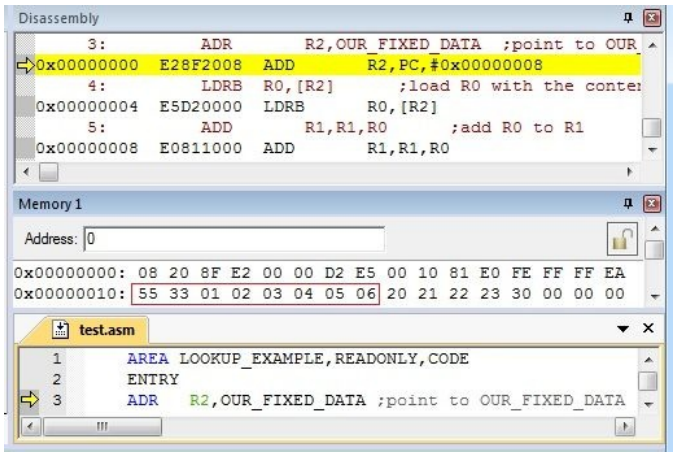 Disassembly
3: ADR R2,OUR_FIXED_DATA ;point to OUR_
0x00000000 E28F2008 ADD R2,PC,#0x00000008
4: LDRB R0,[R2] ;load R0 with the conten
0x00000004 E5D20000 LDRB R0,[R2]
5: ADD R1,R1,R0 ;add R0 to R1
0x00000008 E0811000 ADD R1,R1,R0
Memory 1
Address: 0
0x00000000: 08 20 8F E2 00 00 D2 E5 00 10 81 E0 FE FF FF EA
0x00000010: 55 33 01 02 03 04 05 06 20 21 22 23 30 00 00 00
test.asm
1 AREA LOOKUP_EXAMPLE,READONLY,CODE
2 ENTRY
3 ADR R2,OUR_FIXED_DATA ;point to OUR_FIXED_DATA